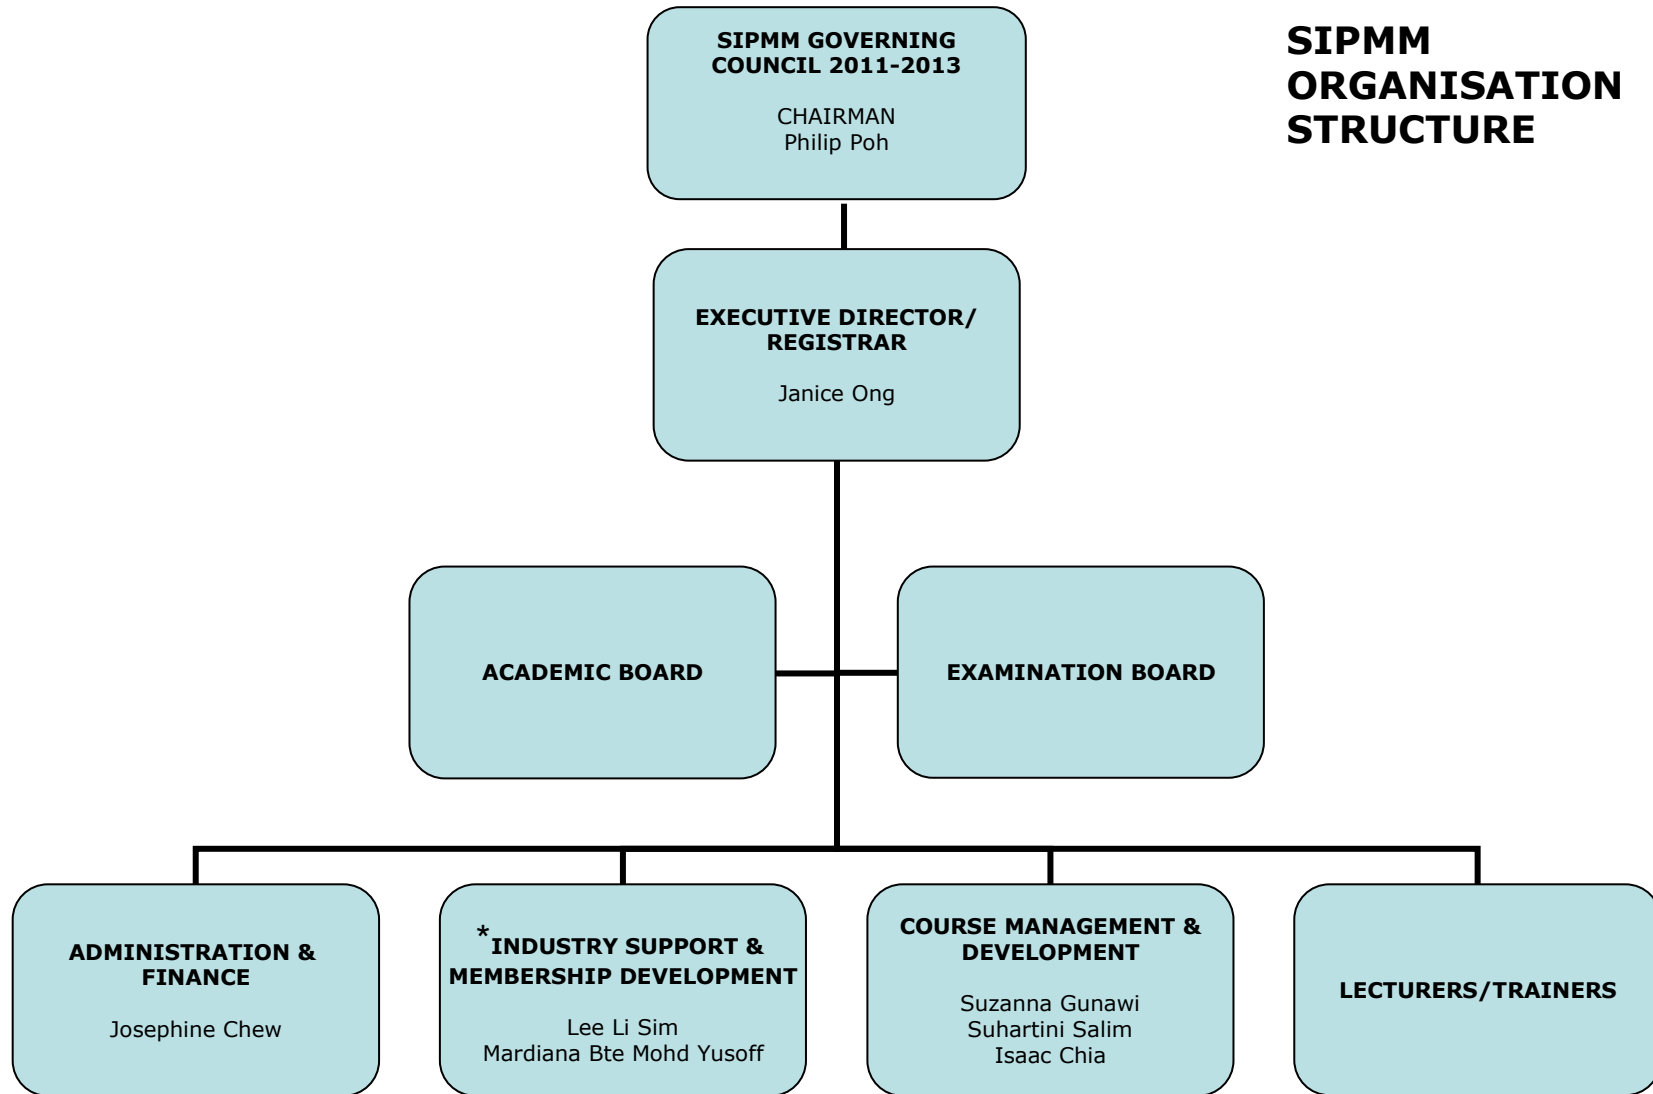 SIPMM
ORGANISATION
STRUCTURE
SIPMM GOVERNING
COUNCIL 2011-2013
CHAIRMAN
Philip Poh
EXECUTIVE DIRECTOR/
REGISTRAR
Janice Ong
ACADEMIC BOARD
EXAMINATION BOARD
ADMINISTRATION &
FINANCE
Josephine Chew
*INDUSTRY SUPPORT &
MEMBERSHIP DEVELOPMENT
Lee Li Sim
Mardiana Bte Mohd Yusoff
COURSE MANAGEMENT &
DEVELOPMENT
Suzanna Gunawi
Suhartini Salim
Isaac Chia
LECTURERS/TRAINERS